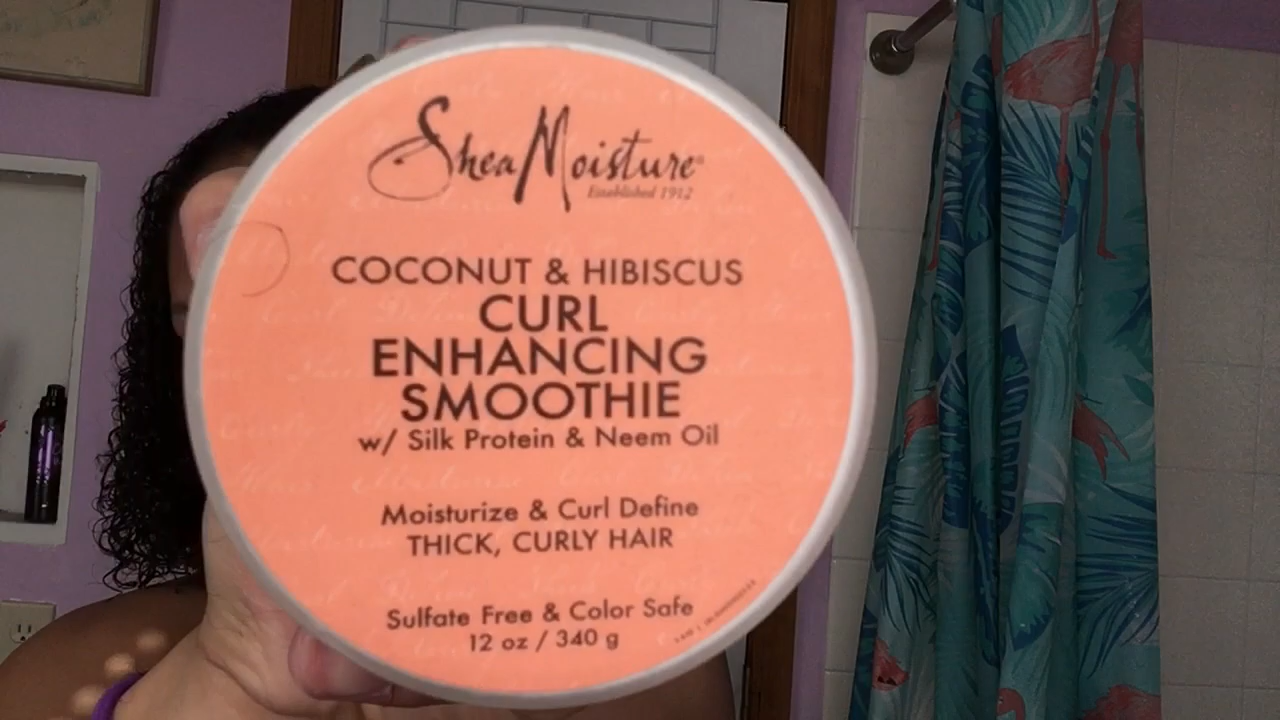 SheaMoisture®
Established 1912
COCONUT & HIBISCUS
CURL
ENHANCING
SMOOTHIE
w/ Silk Protein & Neem Oil
Moisturize & Curl Define
THICK, CURLY HAIR
Sulfate Free & Color Safe
12 oz / 340 g